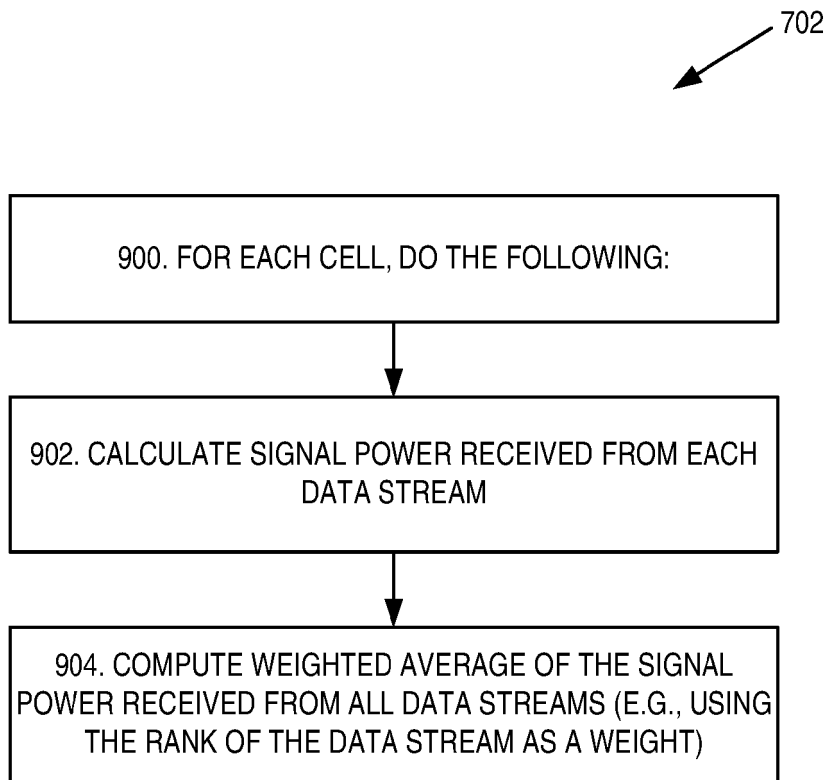 702
900. FOR EACH CELL, DO THE FOLLOWING:
902. CALCULATE SIGNAL POWER RECEIVED FROM EACH
DATA STREAM
904. COMPUTE WEIGHTED AVERAGE OF THE SIGNAL
POWER RECEIVED FROM ALL DATA STREAMS (E.G., USING
THE RANK OF THE DATA STREAM AS A WEIGHT)